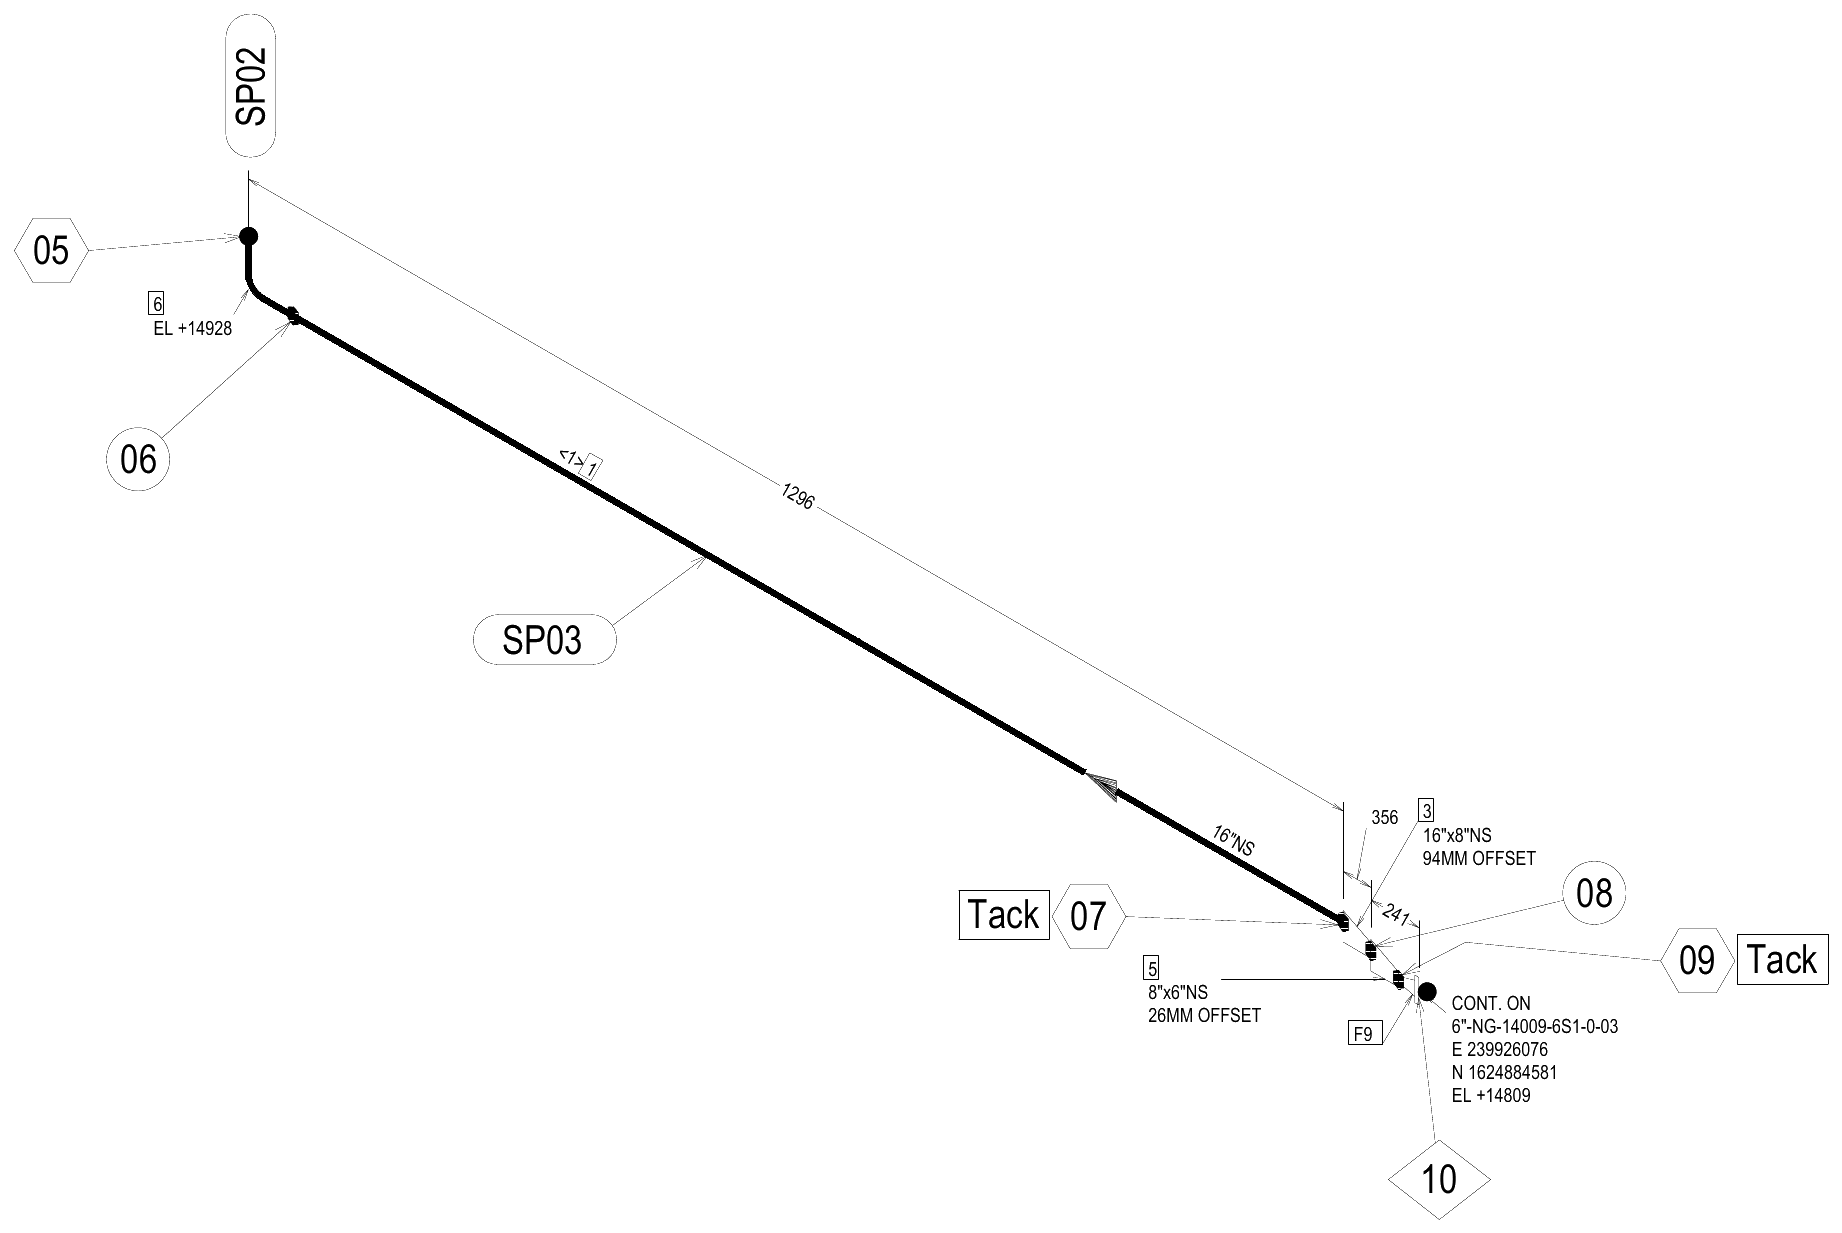 SP02
05
6
EL +14928
06
<1> 1
1296
SP03
16"NS
356
3
16"x8"NS
94MM OFFSET
241
08
Tack
07
09
Tack
5
8"x6"NS
26MM OFFSET
F9
CONT. ON
6"-NG-14009-6S1-0-03
E 239926076
N 1624884581
EL +14809
10